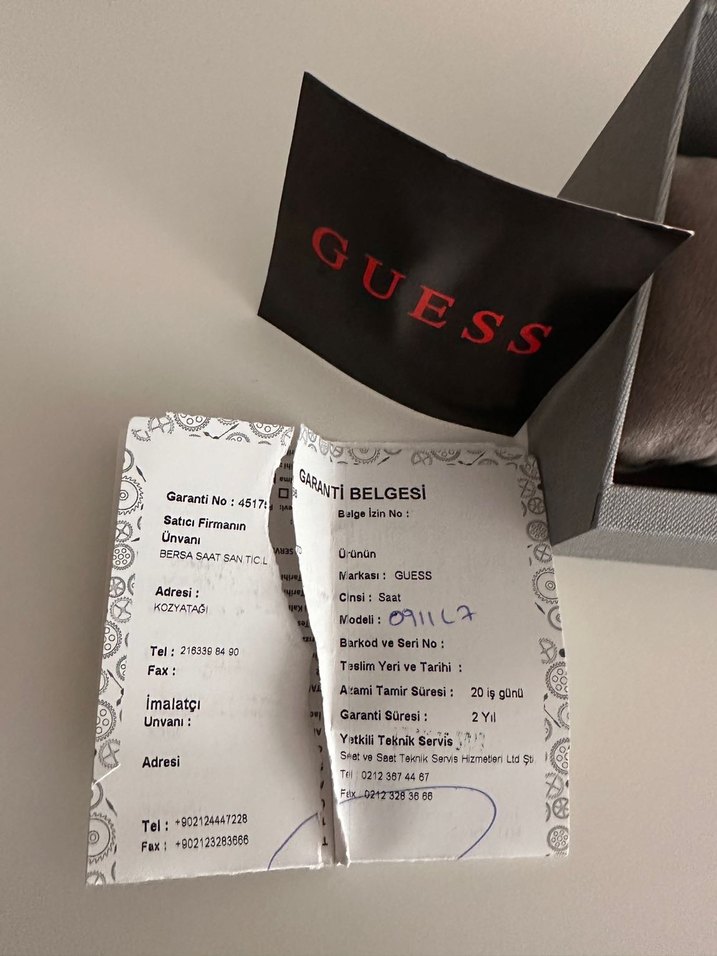 GUESS
Garanti No : 4517
Satıcı Firmanın
Ünvanı
BERSA SAAT SAN TİC.L
Adresi :
KOZYATAĞI
Tel : 216339 84 90
Fax :
İmalatçı
Unvanı :
Adresi
Tel : +902124447228
Fax : +902123283666
GARANTİ BELGESİ
Belge İzin No :
Ürünün
Markası : GUESS
Cinsi : Saat
Modeli : 0911L7
Barkod ve Seri No :
Teslim Yeri ve Tarihi :
Azami Tamir Süresi : 20 iş günü
Garanti Süresi : 2 Yıl
Yetkili Teknik Servis
Saat ve Saat Teknik Servis Hizmetleri Ltd Şti
Tel : 0212 367 44 67
Fax : 0212 328 36 66